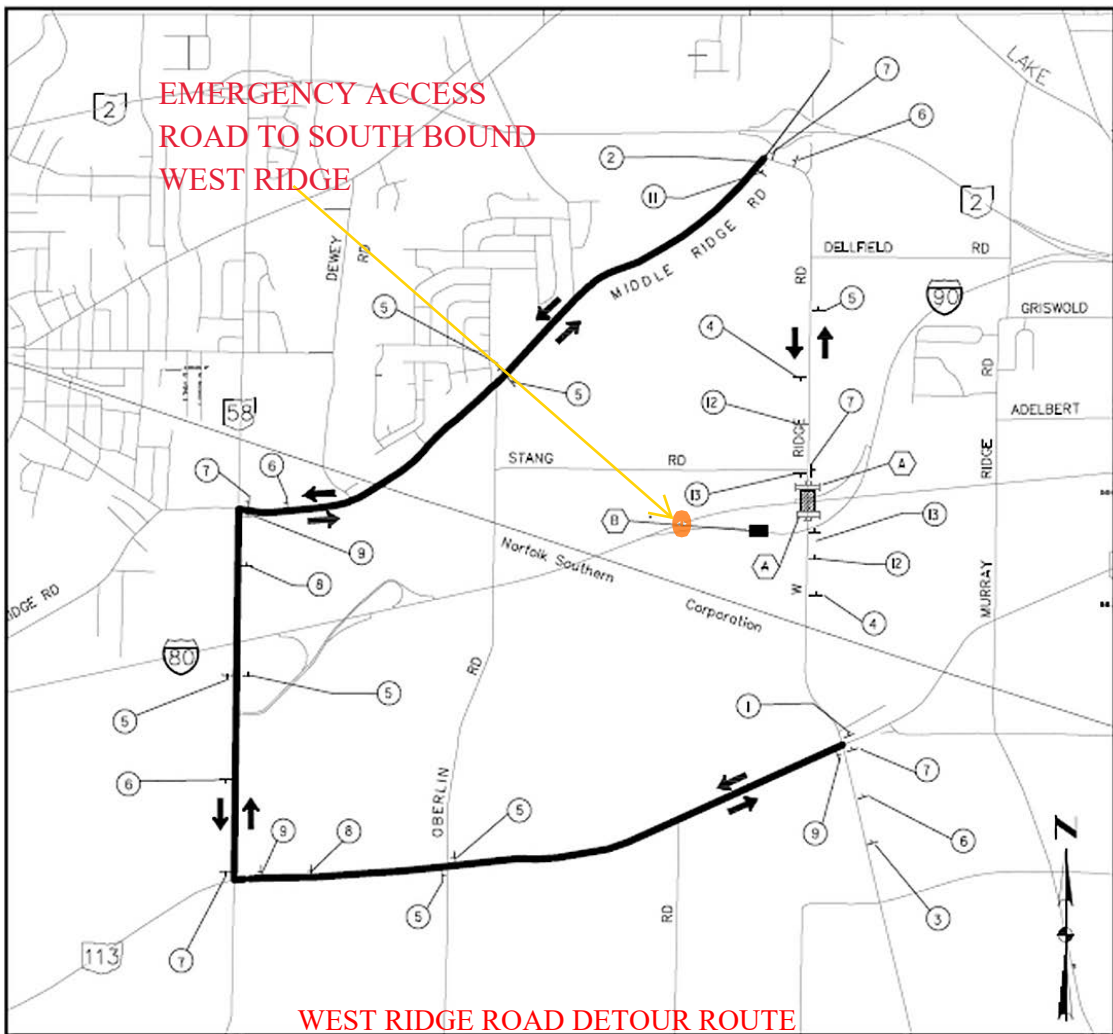 LAKE
EMERGENCY ACCESS
ROAD TO SOUTH BOUND
WEST RIDGE
2
7
6
2
11
2
MIDDLE RIDGE RD
DEWEY RD
DELLFIELD RD
RD
90
5
5
GRISWOLD
4
5
12
7
RIDGE
RD
58
ADELBERT
STANG RD
7
6
13
A
RIDGE
B
13
9
Norfolk Southern
Corporation
A
12
8
W
4
MURRAY
IDGE RD
80
RD
5
5
1
6
7
OBERLIN
9
8
5
9
6
5
3
RD
Z
113
7
WEST RIDGE ROAD DETOUR ROUTE